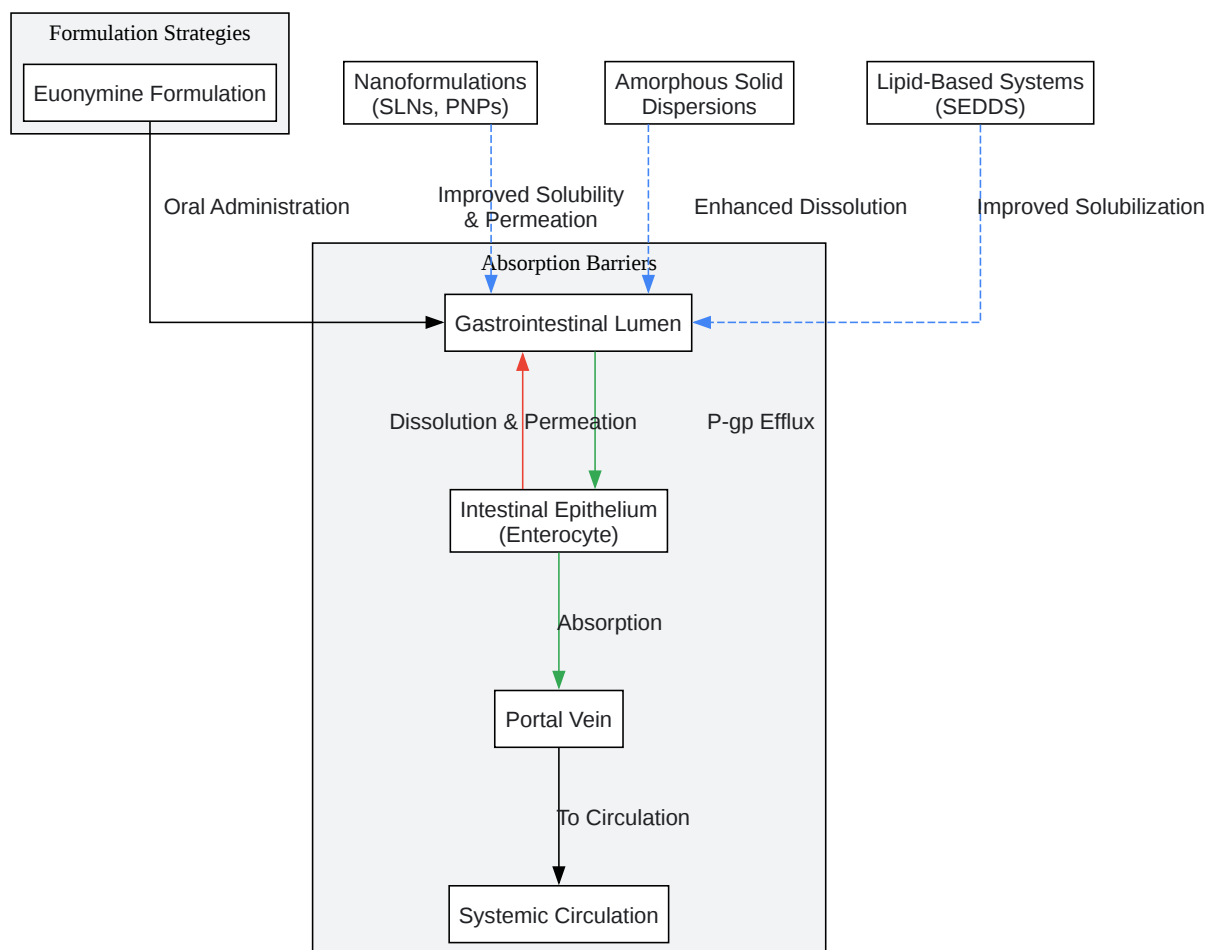 Formulation Strategies
Euonymine Formulation
Nanoformulations
(SLNs, PNPs)
Amorphous Solid
Dispersions
Lipid-Based Systems
(SEDDS)
Oral Administration
Improved Solubility
& Permeation
Enhanced Dissolution
Improved Solubilization
Absorption Barriers
Gastrointestinal Lumen
Dissolution & Permeation
P-gp Efflux
Intestinal Epithelium
(Enterocyte)
Absorption
Portal Vein
To Circulation
Systemic Circulation